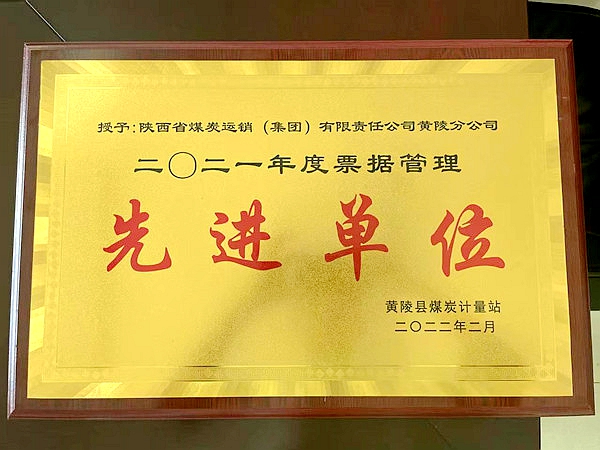 授予:陕西省煤炭运销（集团）有限责任公司黄陵分公司
二〇二一年度票据管理
先进单位
黄陵县煤炭计量站
二〇二二年二月